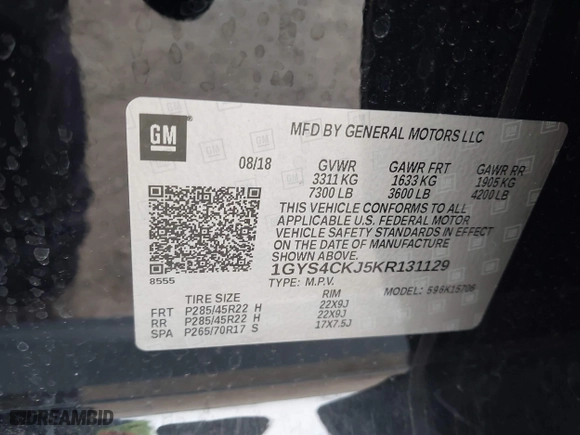 GM
MFD BY GENERAL MOTORS LLC
08/18 GVWR GAWR FRT GAWR RR
3311 KG 1633 KG 1905 KG
7300 LB 3600 LB 4200 LB
THIS VEHICLE CONFORMS TO ALL
APPLICABLE U.S. FEDERAL MOTOR
VEHICLE SAFETY STANDARDS IN EFFECT
ON THE DATE OF MANUFACTURE
SHOWN ABOVE.
8555
1GYS4CKJ5KR131129
TYPE: M.P.V. MODEL:
TIRE SIZE RIM
FRT P285/45R22 H 22X9J
RR P285/45R22 H 22X9J
SPA P265/70R17 S 17X7.5J
DREAMBID